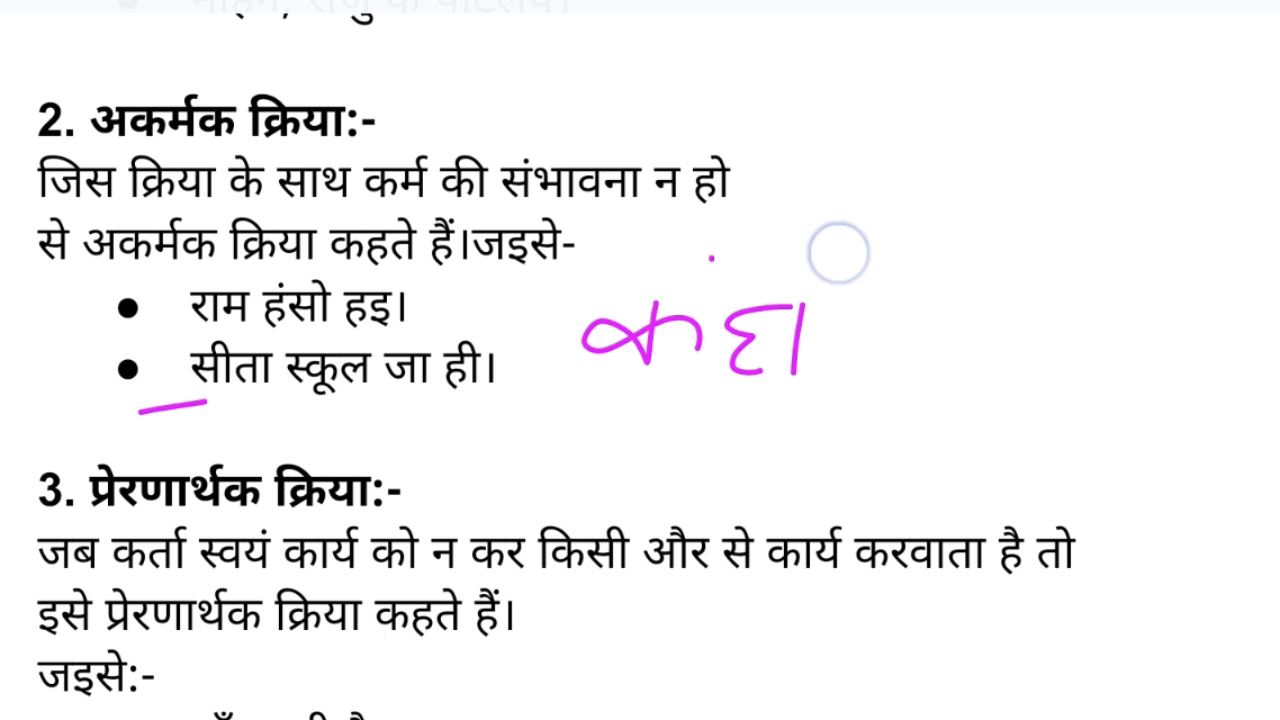 2. अकर्मक क्रिया:-
जिस क्रिया के साथ कर्म की संभावना न हो
से अकर्मक क्रिया कहते हैं।जइसे-
● राम हंसो हइ।
● सीता स्कूल जा ही।
कहा
3. प्रेरणार्थक क्रिया:-
जब कर्ता स्वयं कार्य को न कर किसी और से कार्य करवाता है तो
इसे प्रेरणार्थक क्रिया कहते हैं।
जइसे:-